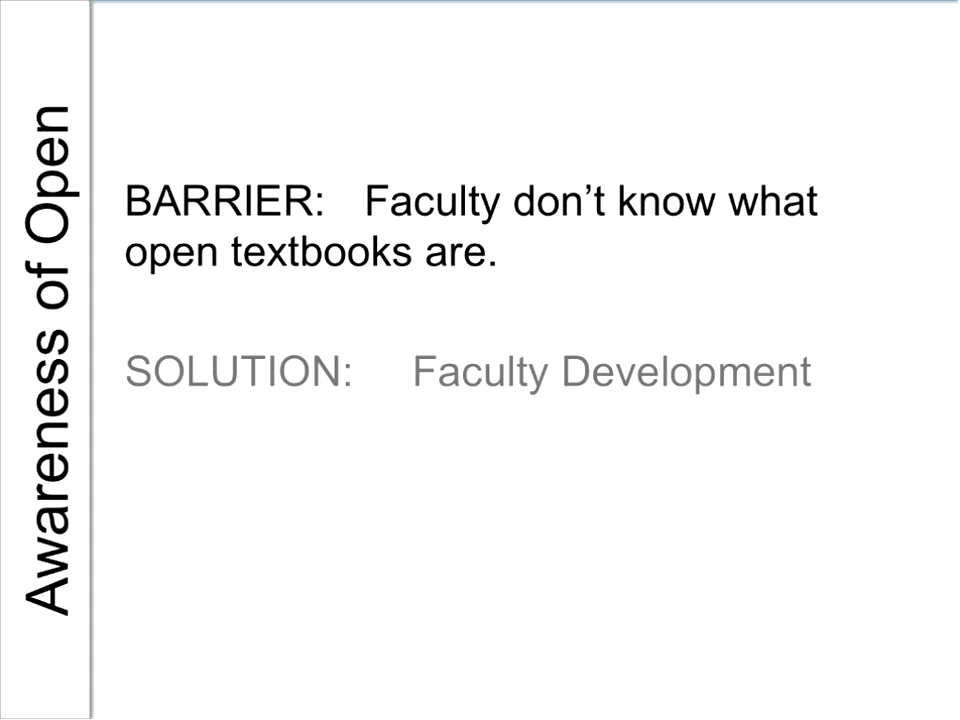 Awareness of Open
BARRIER: Faculty don’t know what
open textbooks are.
SOLUTION: Faculty Development